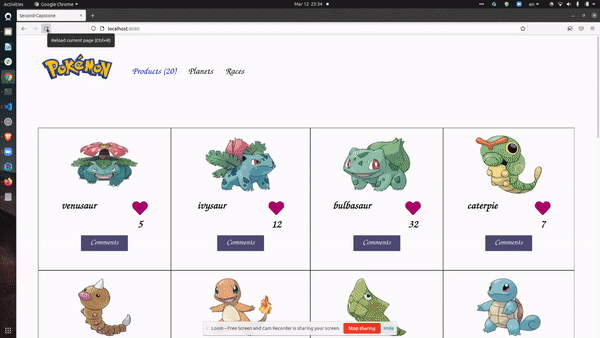 Activities
Google Chrome
Mar 12 23:34
en
Second-Capstone
localhost:8080
Reload current page (Ctrl+R)
POKÉMON
Products (20)
Planets
Races
venusaur
ivysaur
bulbasaur
caterpie
5
12
32
7
Comments
Comments
Comments
Comments
Loom – Free Screen and Cam Recorder is sharing your screen.
Stop sharing
Hide